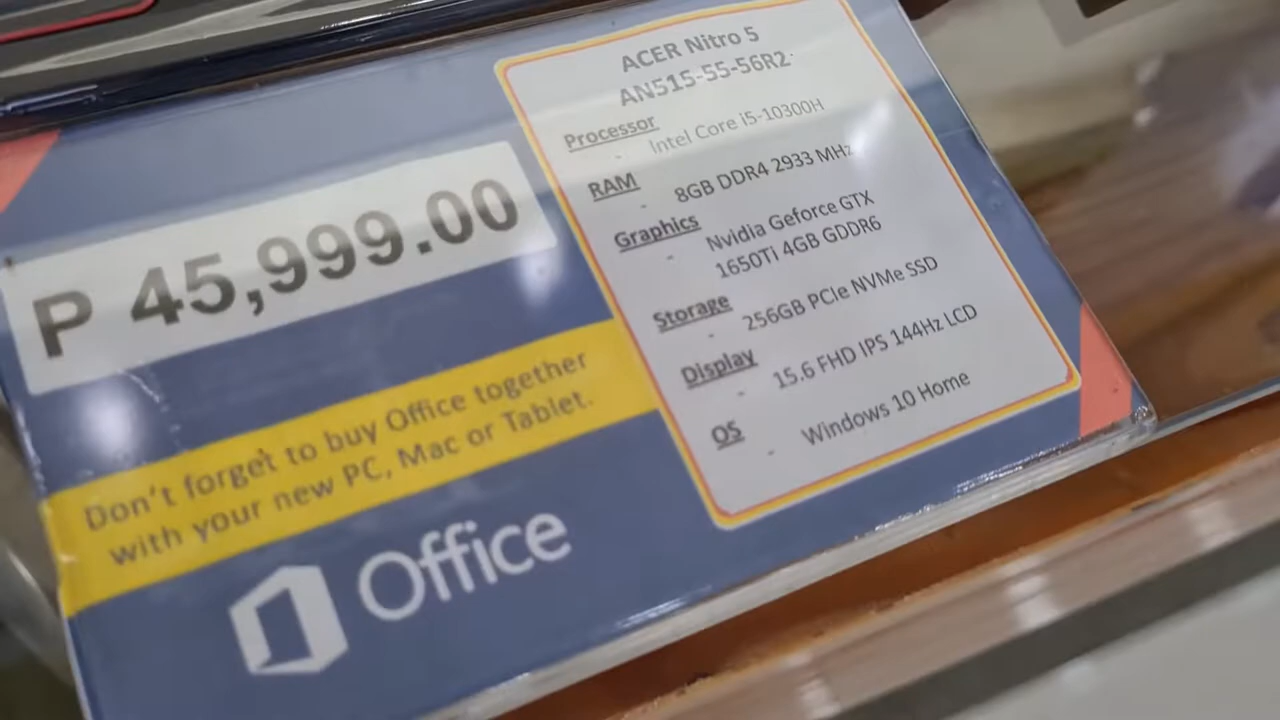 P 45,999.00
Don't forget to buy Office together
with your new PC, Mac or Tablet.
Office
ACER Nitro 5
AN515-55-56R2
Processor
- Intel Core i5-10300H
RAM
- 8GB DDR4 2933 MHz
Graphics
- Nvidia Geforce GTX
1650Ti 4GB GDDR6
Storage
- 256GB PCIe NVMe SSD
Display
- 15.6 FHD IPS 144Hz LCD
OS
- Windows 10 Home